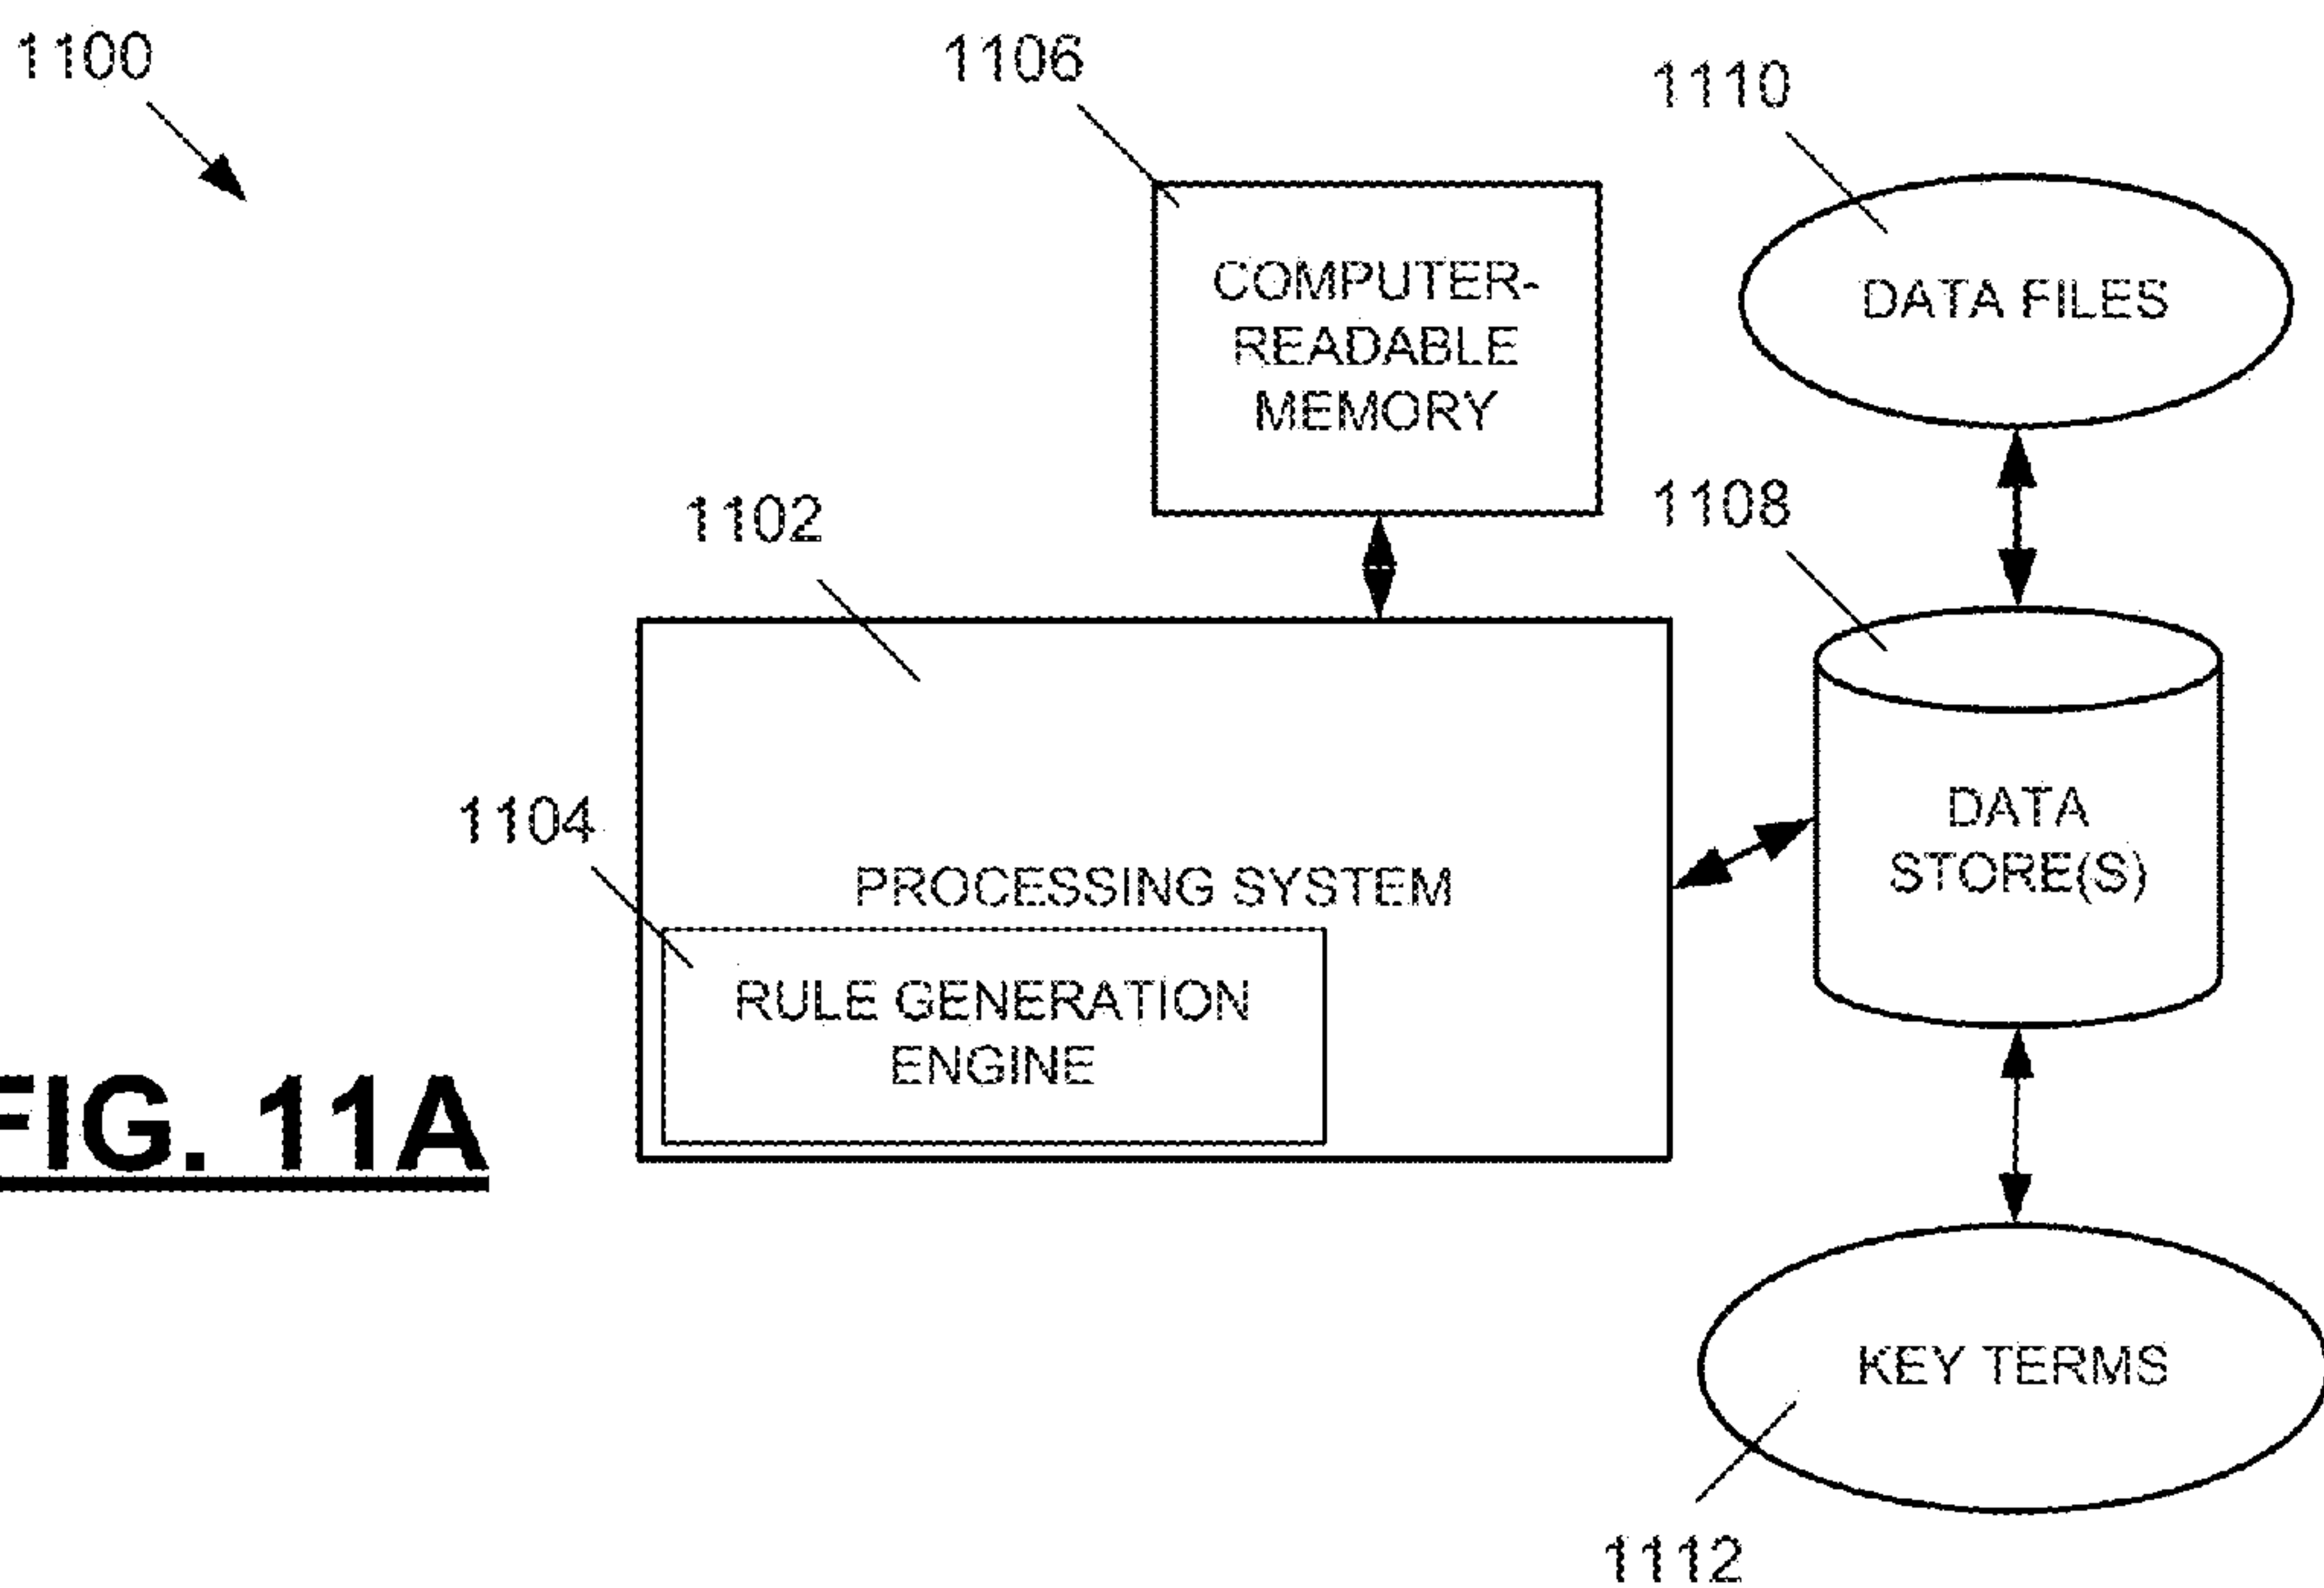 1100
1106
1110
COMPUTER-
READABLE
MEMORY
DATA FILES
1102
1108
1104
PROCESSING SYSTEM
DATA
STORE(S)
RULE GENERATION
ENGINE
FIG. 11A
KEY TERMS
1112